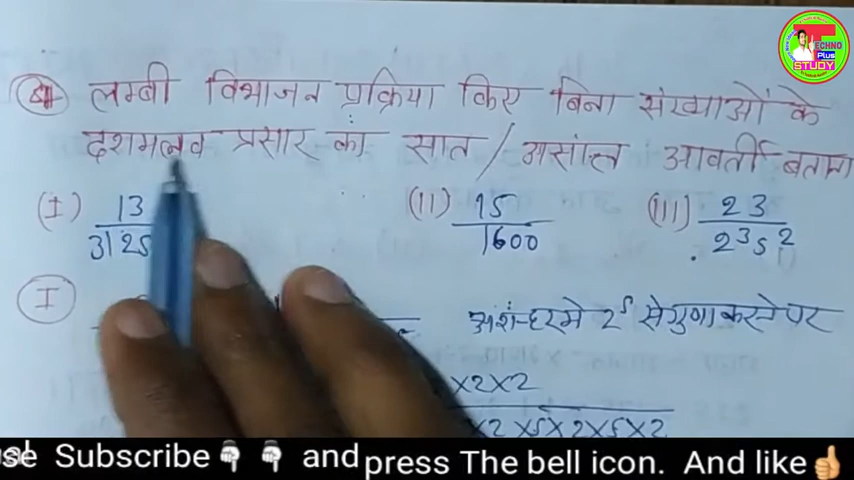 लम्बी विभाजन प्रक्रिया किए बिना संख्याओं के
दशमलव प्रसार कां सात / असांत्त आवर्ती बताना
(I) 13/3125 (II) 15/1600 (III) 23/2³5²
I
अंश-हर मे 2⁵ से गुणा करने पर
×2×2
×2×5×2×5×2
TECHNO
Plus
STUDY
se Subscribe👇 👇 and press The bell icon. And like👍